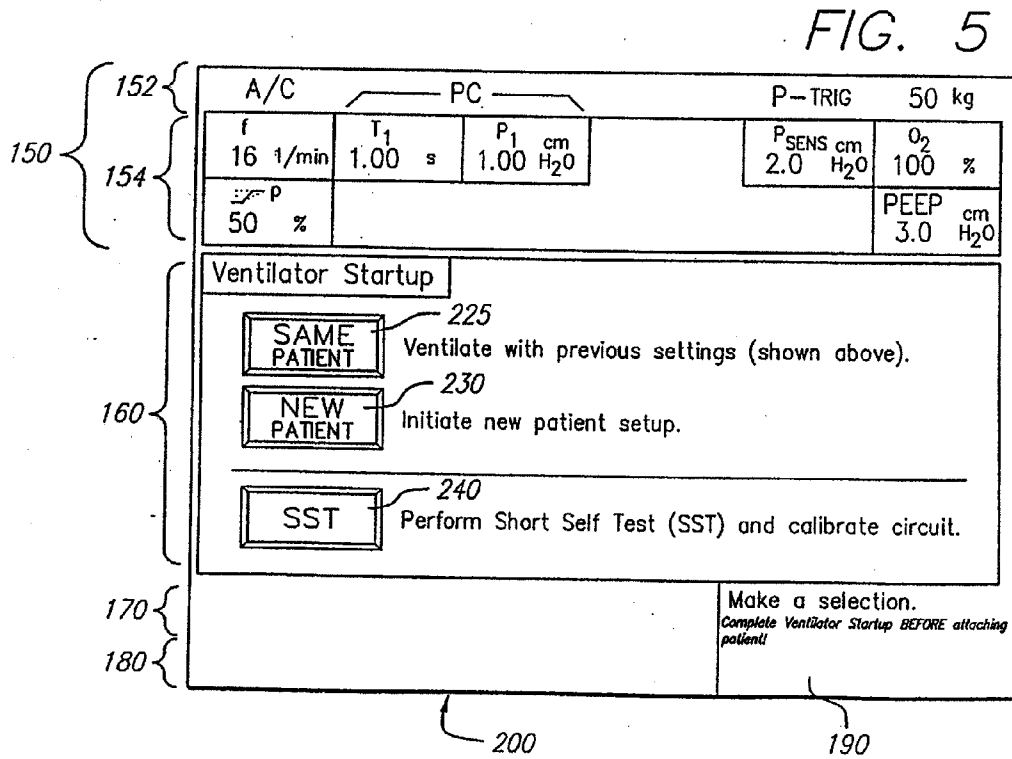 FIG. 5
152
A/C PC P-TRIG 50 kg
150
154
f
16 1/min
T1
1.00 s
P1 cm
1.00 H2O
PSENS cm
2.0 H2O
O2
100 %
P
50 %
PEEP cm
3.0 H2O
160
Ventilator Startup
225
SAME
PATIENT
Ventilate with previous settings (shown above).
230
NEW
PATIENT
Initiate new patient setup.
240
SST
Perform Short Self Test (SST) and calibrate circuit.
170
Make a selection.
Complete Ventilator Startup BEFORE attaching
patient!
180
200
190